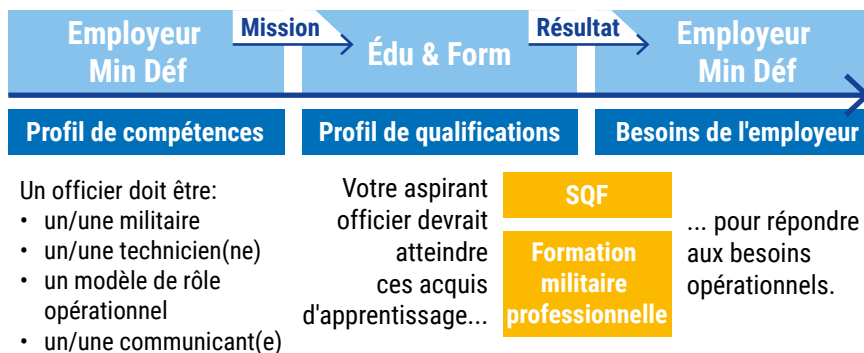 Employeur
Min Déf
Mission
Édu & Form
Résultat
Employeur
Min Déf
Profil de compétences
Profil de qualifications
Besoins de l'employeur
Un officier doit être:
• un/une militaire
• un/une technicien(ne)
• un modèle de rôle
opérationnel
• un/une communicant(e)
Votre aspirant
officier devrait
atteindre
ces acquis
d'apprentissage...
SQF
Formation
militaire
professionnelle
... pour répondre
aux besoins
opérationnels.